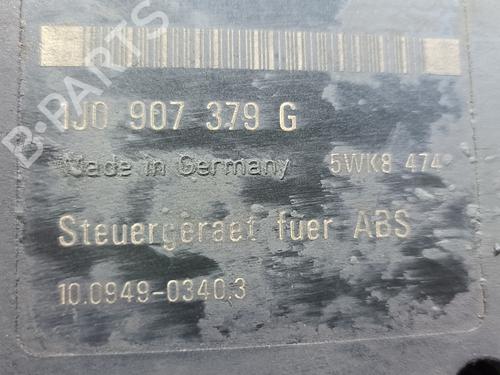 B-PARTS
1J0 907 379 G
Made in Germany 5WK8 474
Steuergeraet fuer ABS
10.0949-0340.3